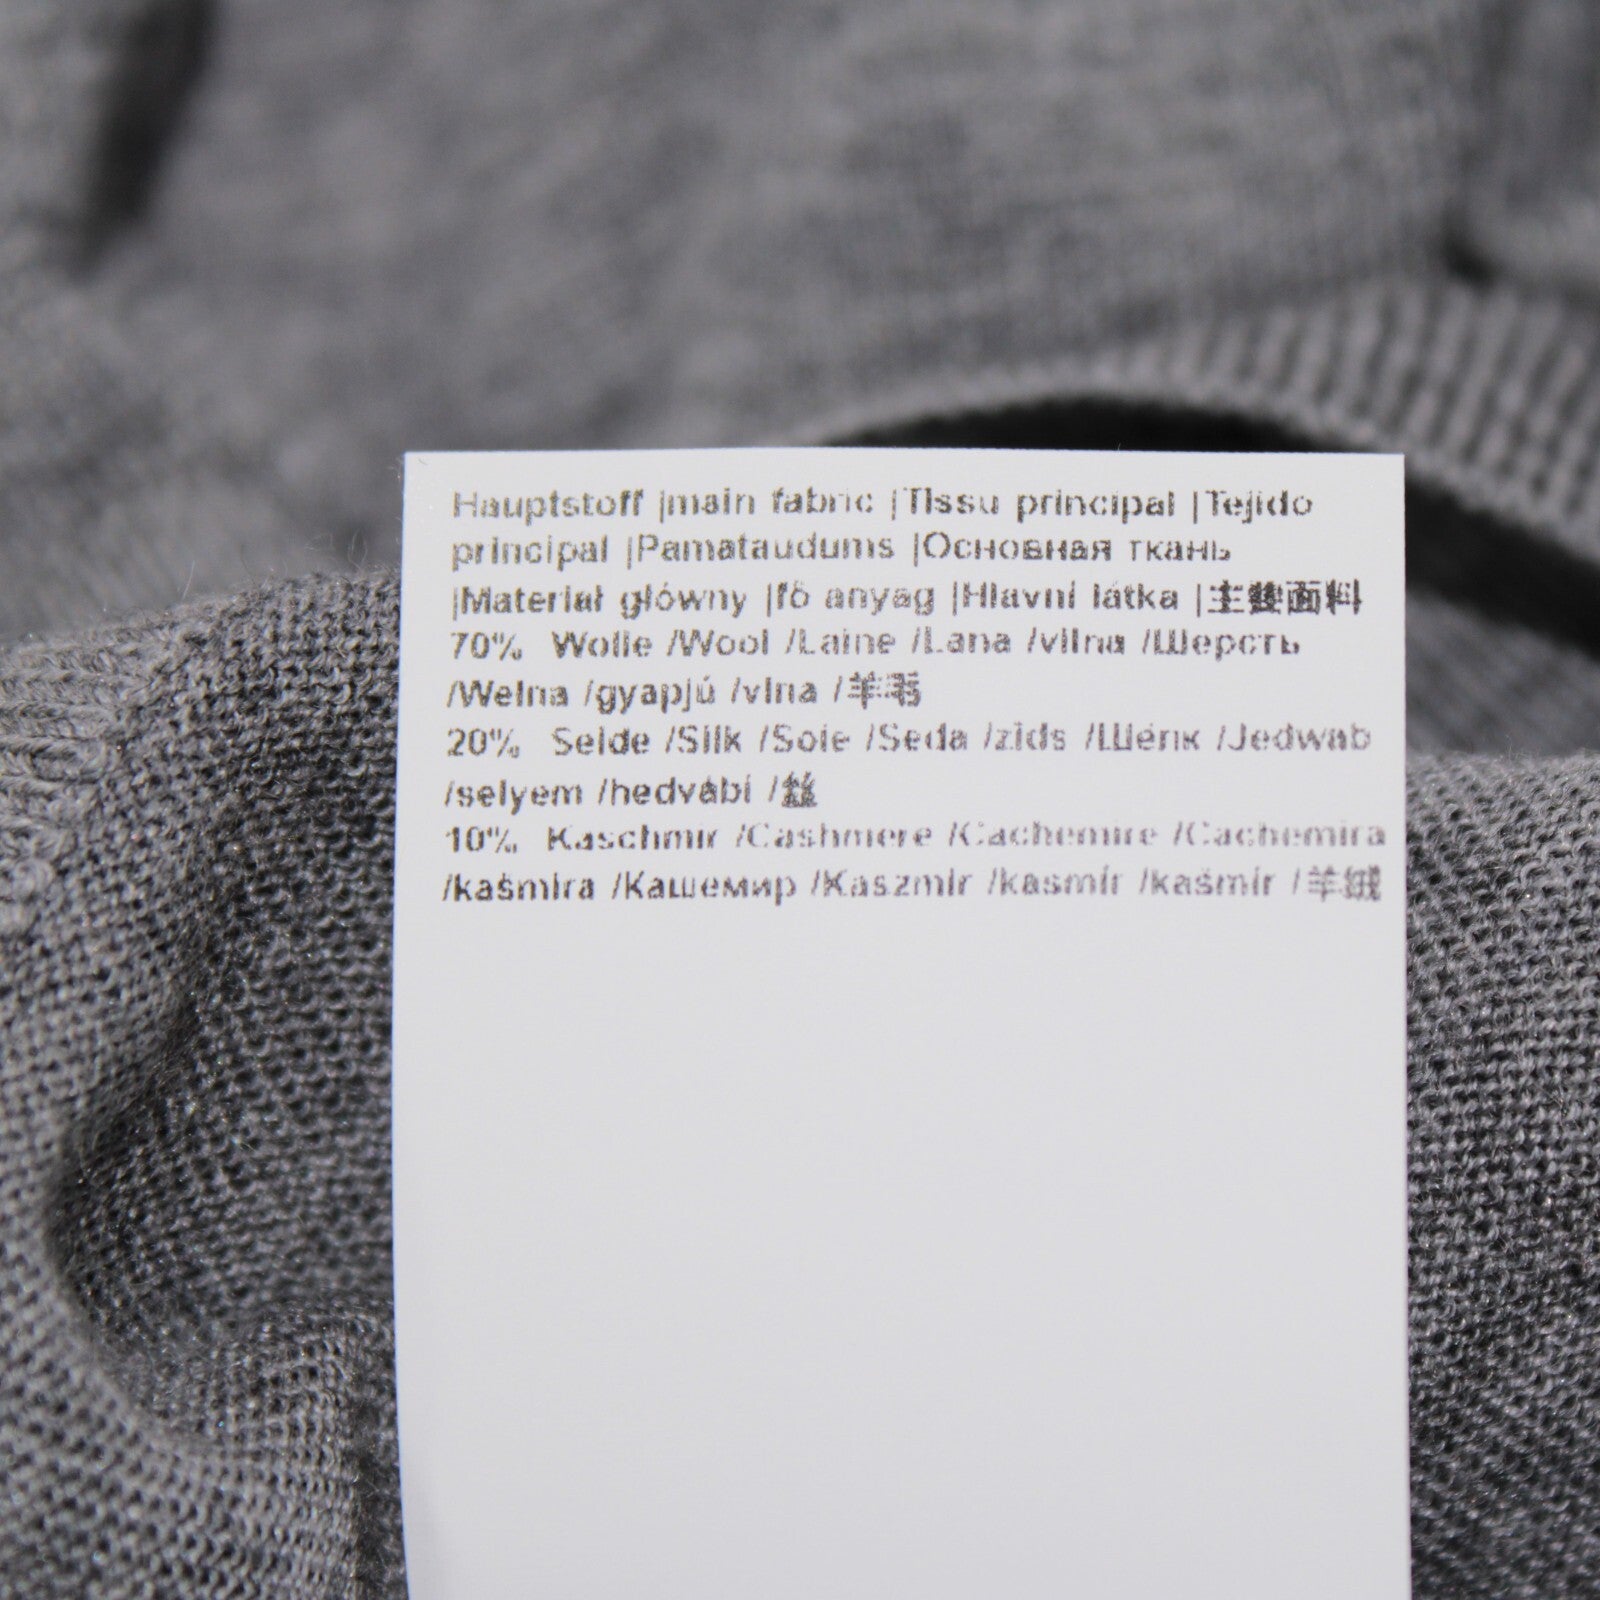 Hauptstoff |main fabric |Tissu principal |Tejido
principal |Pamataudums |Основная ткань
|Materiał główny |fő anyag |Hlavní látka |主要面料
70% Wolle /Wool /Laine /Lana /vilna /Шерсть
/Wełna /gyapjú /vlna /羊毛
20% Seide /Silk /Soie /Seda /zīds /Шёлк /Jedwab
/selyem /hedvábí /丝
10% Kaschmir /Cashmere /Cachemire /Cachemira
/kašmira /Кашемир /Kaszmir /kasmír /kašmír /羊绒